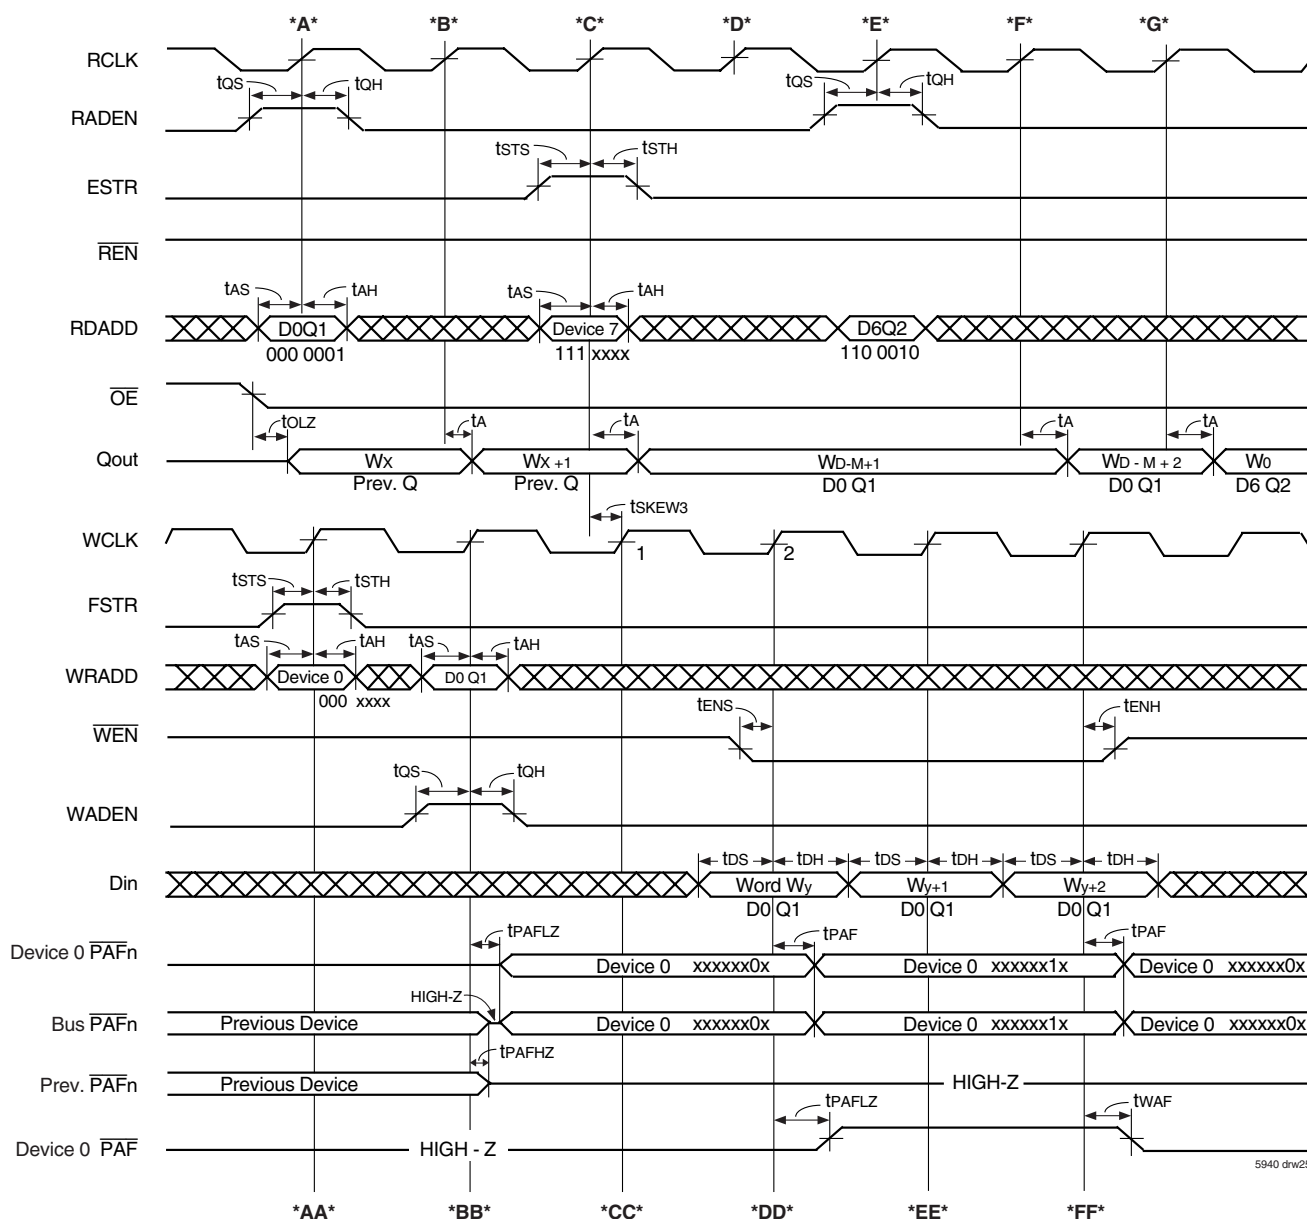 *A* *B* *C* *D* *E* *F* *G*
RCLK
tQS tQH tQS tQH
RADEN
tSTS tSTH
ESTR
REN
tAS tAH tAS tAH
RDADD D0Q1 Device 7 D6Q2
000 0001 111 xxxx 110 0010
OE
tOLZ tA tA tA tA
Qout WX WX +1 WD-M+1 WD - M + 2 W0
Prev. Q Prev. Q D0 Q1 D0 Q1 D6 Q2
tSKEW3
WCLK 1 2
tSTS tSTH
FSTR
tAS tAH tAS tAH
WRADD Device 0 D0 Q1
000 xxxx
tENS tENH
WEN
tQS tQH
WADEN
tDS tDH tDS tDH tDS tDH
Din Word Wy Wy+1 Wy+2
D0 Q1 D0 Q1 D0 Q1
tPAFLZ tPAF tPAF
Device 0 PAFn Device 0 xxxxxx0x Device 0 xxxxxx1x Device 0 xxxxxx0x
HIGH-Z
Bus PAFn Previous Device Device 0 xxxxxx0x Device 0 xxxxxx1x Device 0 xxxxxx0x
tPAFHZ
Prev. PAFn Previous Device HIGH-Z
tPAFLZ tWAF
Device 0 PAF HIGH - Z
5940 drw25
*AA* *BB* *CC* *DD* *EE* *FF*